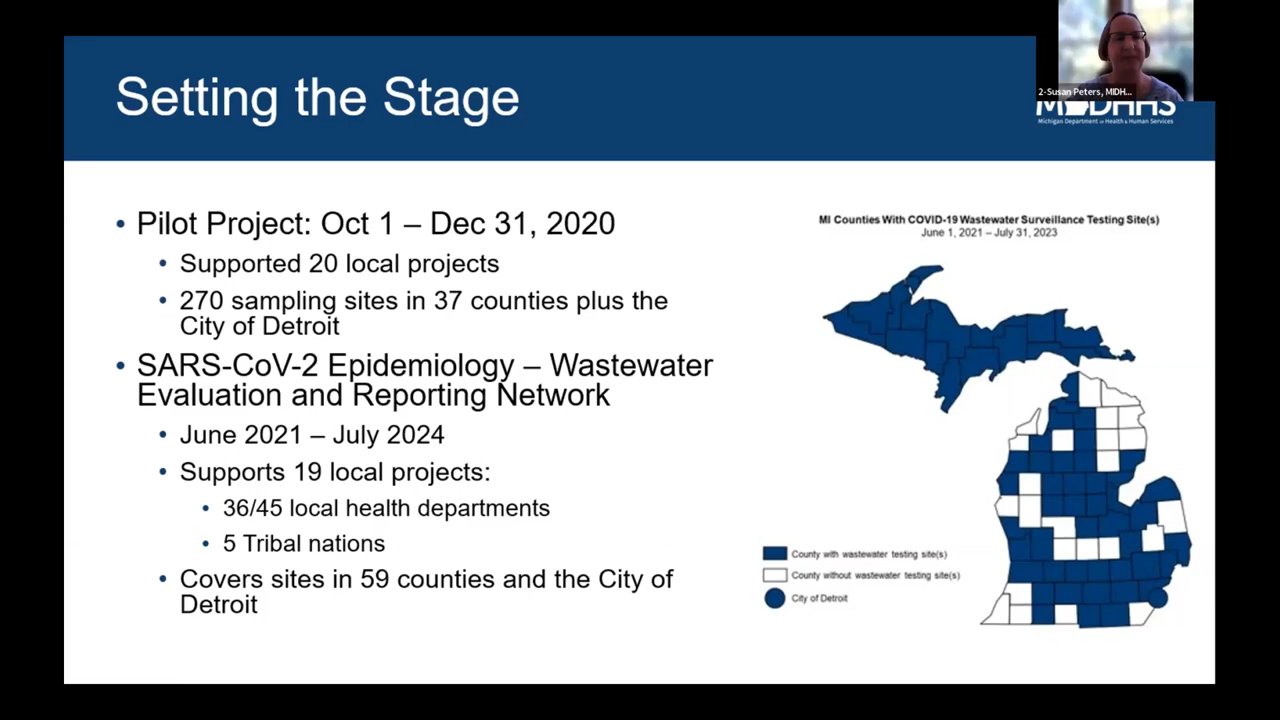 Setting the Stage
2-Susan Peters, MIDH...
MDHHS
Michigan Department of Health & Human Services
• Pilot Project: Oct 1 – Dec 31, 2020
• Supported 20 local projects
• 270 sampling sites in 37 counties plus the
City of Detroit
• SARS-CoV-2 Epidemiology – Wastewater
Evaluation and Reporting Network
• June 2021 – July 2024
• Supports 19 local projects:
• 36/45 local health departments
• 5 Tribal nations
• Covers sites in 59 counties and the City of
Detroit
MI Counties With COVID-19 Wastewater Surveillance Testing Site(s)
June 1, 2021 – July 31, 2023
County with wastewater testing site(s)
County without wastewater testing site(s)
City of Detroit